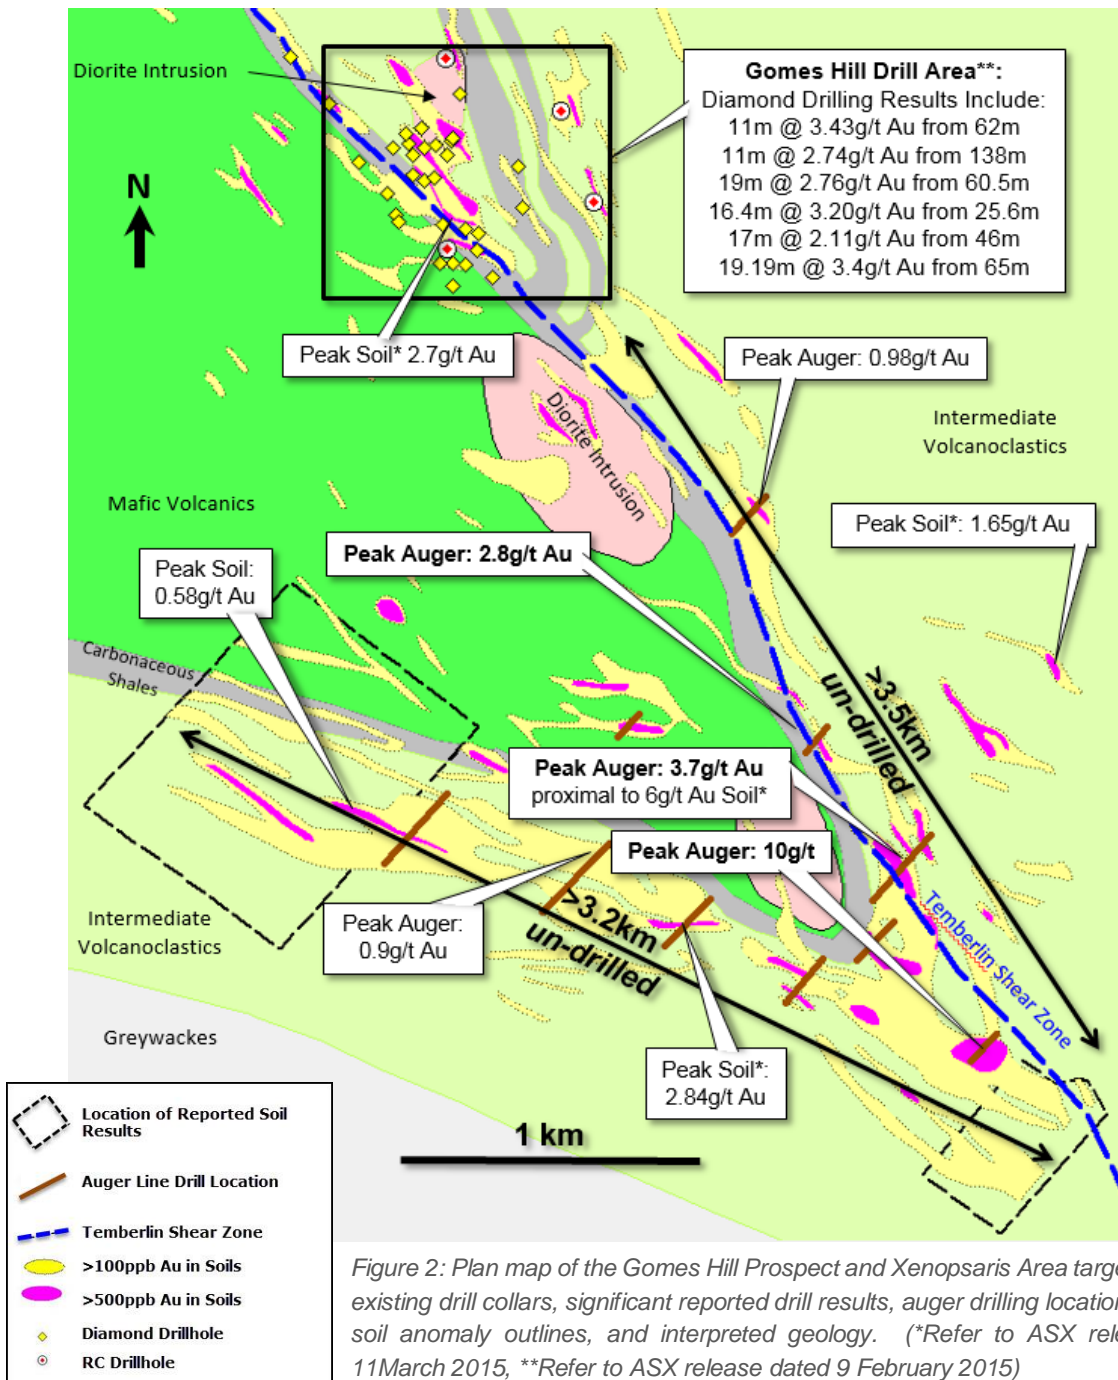 Diorite Intrusion
N
Gomes Hill Drill Area**:
Diamond Drilling Results Include:
11m @ 3.43g/t Au from 62m
11m @ 2.74g/t Au from 138m
19m @ 2.76g/t Au from 60.5m
16.4m @ 3.20g/t Au from 25.6m
17m @ 2.11g/t Au from 46m
19.19m @ 3.4g/t Au from 65m
Peak Soil* 2.7g/t Au
Peak Auger: 0.98g/t Au
Diorite Intrusion
Intermediate
Volcanoclastics
Mafic Volcanics
Peak Soil*: 1.65g/t Au
Peak Auger: 2.8g/t Au
Peak Soil:
0.58g/t Au
Carbonaceous
Shales
>3.5km
un-drilled
Peak Auger: 3.7g/t Au
proximal to 6g/t Au Soil*
Peak Auger: 10g/t
Intermediate
Volcanoclastics
Peak Auger:
0.9g/t Au
>3.2km
un-drilled
Temberlin Shear Zone
Greywackes
Peak Soil*:
2.84g/t Au
1 km
Location of Reported Soil
Results
Auger Line Drill Location
Temberlin Shear Zone
>100ppb Au in Soils
>500ppb Au in Soils
Diamond Drillhole
RC Drillhole
Figure 2: Plan map of the Gomes Hill Prospect and Xenopsaris Area targe
existing drill collars, significant reported drill results, auger drilling location
soil anomaly outlines, and interpreted geology. (*Refer to ASX rele
11March 2015, **Refer to ASX release dated 9 February 2015)